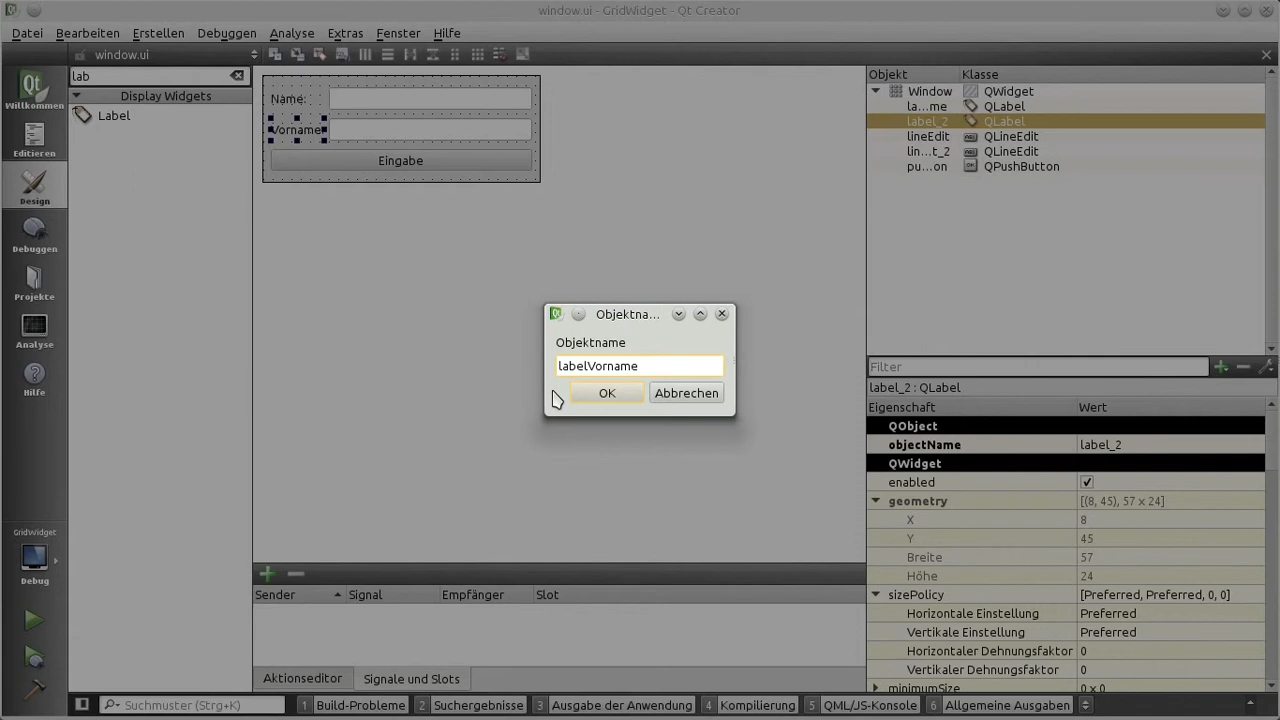 window.ui - GridWidget - Qt Creator
Datei Bearbeiten Erstellen Debuggen Analyse Extras Fenster Hilfe
window.ui
lab
Display Widgets
Label
Qt
Willkommen
Editieren
Design
Debuggen
Projekte
Analyse
Hilfe
GridWidget
Debug
Name:
Vorname
Eingabe
Objektna...
Objektname
labelVorname
OK Abbrechen
Objekt Klasse
Window QWidget
la...me QLabel
label_2 QLabel
lineEdit QLineEdit
lin...t_2 QLineEdit
pu...on QPushButton
Filter
label_2 : QLabel
Eigenschaft Wert
QObject
objectName label_2
QWidget
enabled
geometry [(8, 45), 57 x 24]
X 8
Y 45
Breite 57
Höhe 24
sizePolicy [Preferred, Preferred, 0, 0]
Horizontale Einstellung Preferred
Vertikale Einstellung Preferred
Horizontaler Dehnungsfaktor 0
Vertikaler Dehnungsfaktor 0
minimumSize 0 x 0
Sender Signal Empfänger Slot
Aktionseditor Signale und Slots
Suchmuster (Strg+K) 1 Build-Probleme 2 Suchergebnisse 3 Ausgabe der Anwendung 4 Kompilierung 5 QML/JS-Konsole 6 Allgemeine Ausgaben